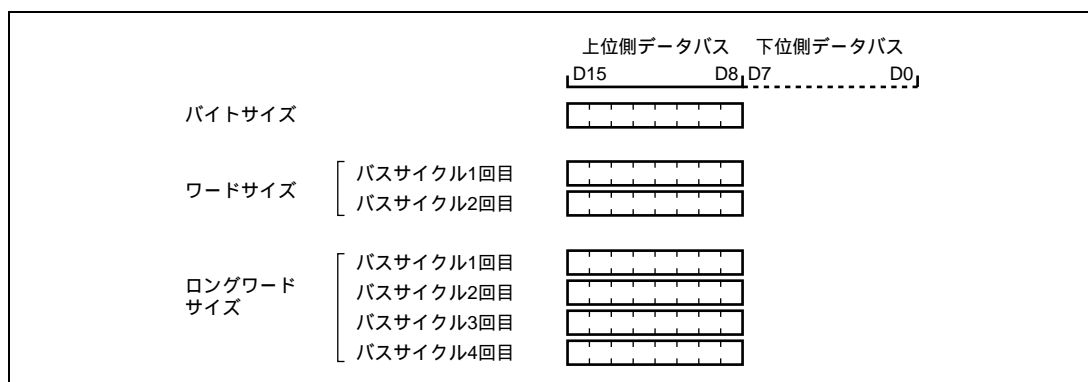 上位側データバス 下位側データバス
D15 D8 D7 D0
バイトサイズ
ワードサイズ
バスサイクル1回目
バスサイクル2回目
ロングワード
サイズ
バスサイクル1回目
バスサイクル2回目
バスサイクル3回目
バスサイクル4回目